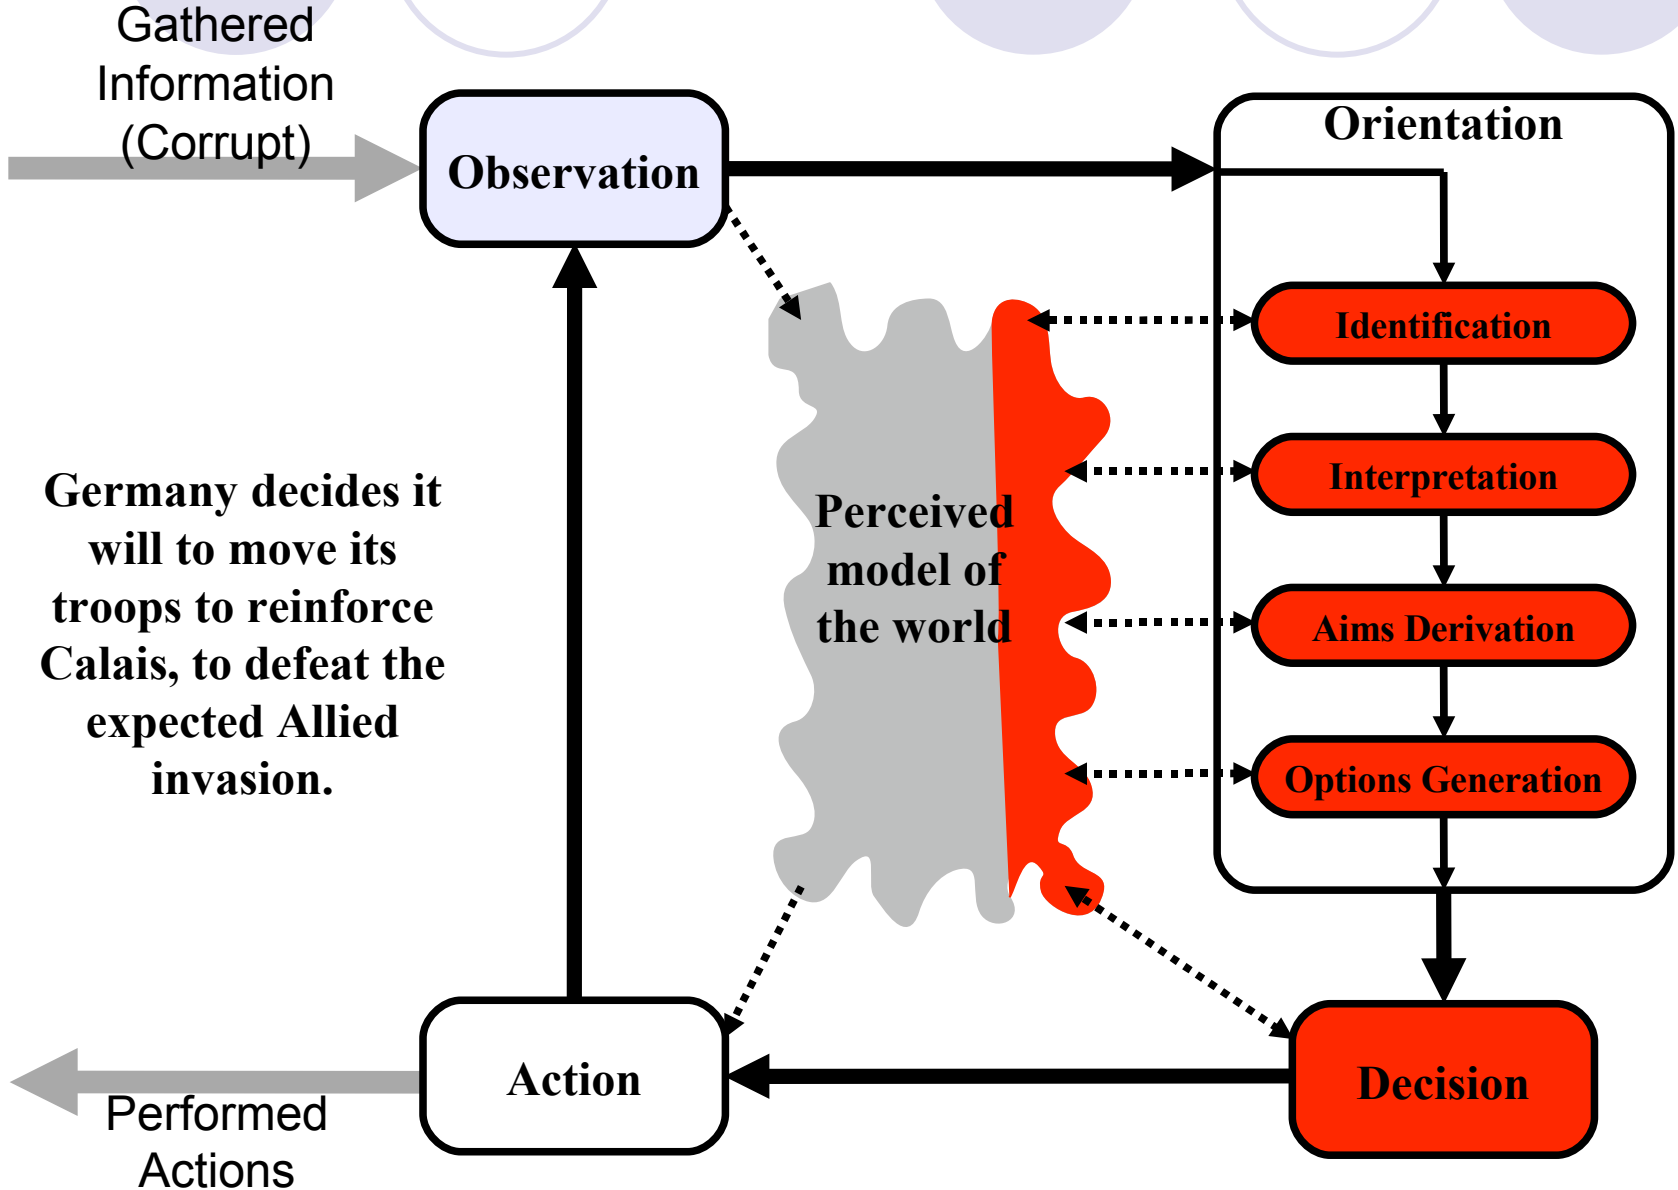 Gathered
Information
(Corrupt)
Observation
Orientation
Identification
Interpretation
Aims Derivation
Options Generation
Germany decides it
will to move its
troops to reinforce
Calais, to defeat the
expected Allied
invasion.
Perceived
model of
the world
Action
Decision
Performed
Actions